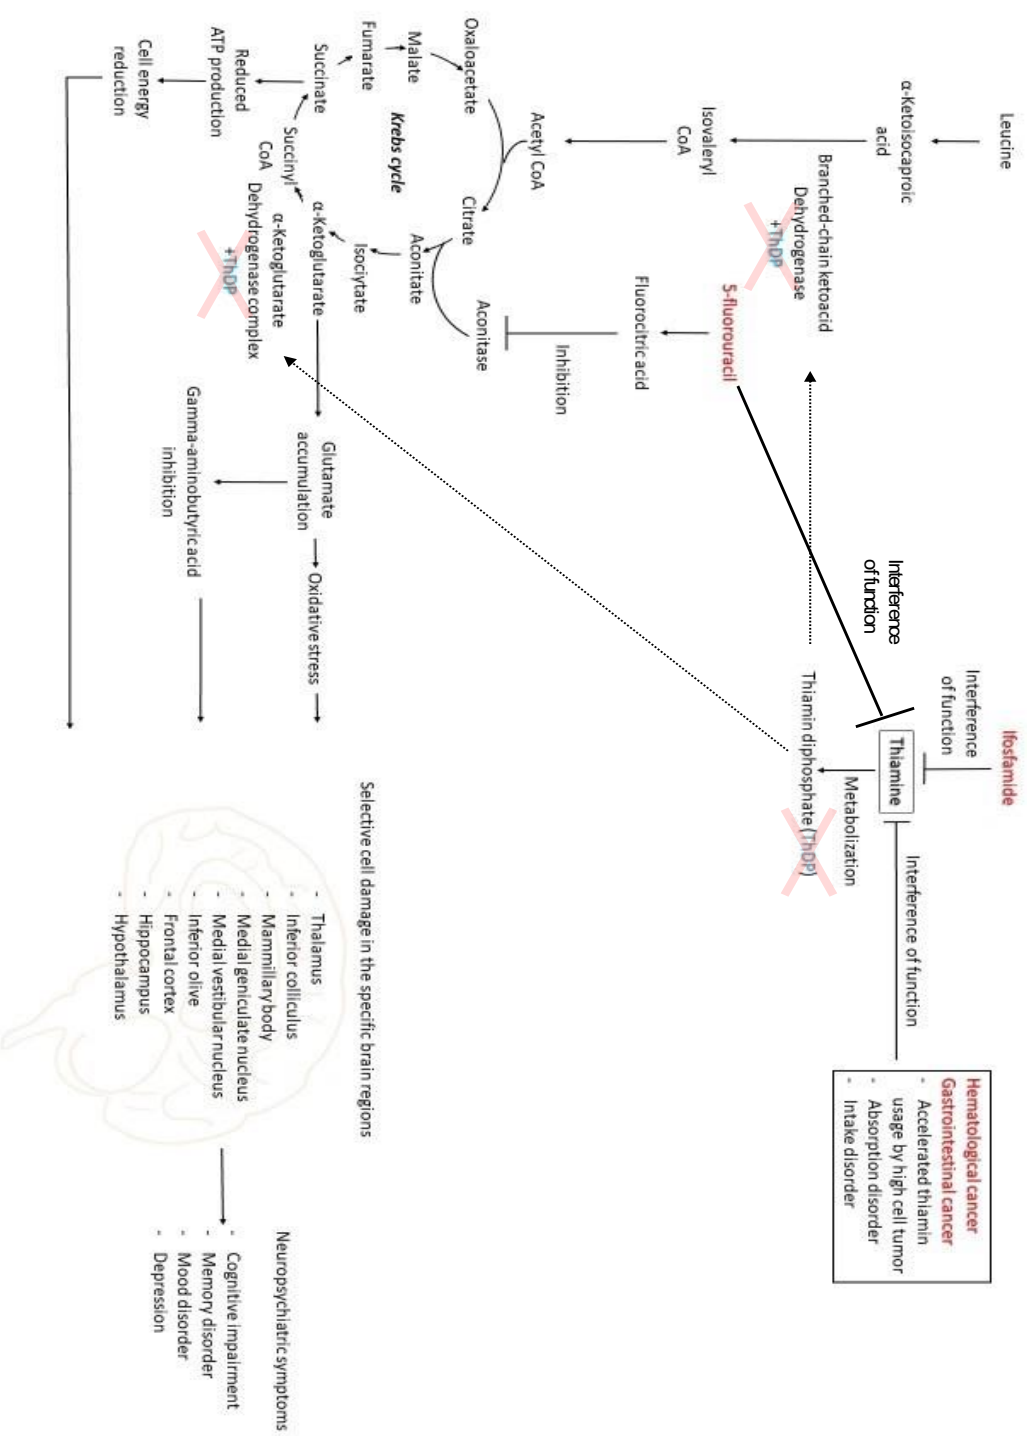 Leucine
α-Ketoisocaproic
acid
Branched-chain ketoacid
Dehydrogenase
+ThDP
Isovaleryl
CoA
Acetyl CoA
Oxaloacetate
Citrate
Malate
Krebs cycle
Aconitate
Aconitase
Fumarate
Isociytate
Succinate
Succinyl
CoA
α-Ketoglutarate
α-Ketoglutarate
Dehydrogenase complex
+ThDP
Reduced
ATP production
Cell energy
reduction
5-fluorouracil
Fluorocitric acid
Inhibition
Glutamate
accumulation
Oxidative stress
Gamma-aminobutyric acid
inhibition
Interference
of function
Ifosfamide
Interference
of function
Thiamine
Metabolization
Thiamin diphosphate (ThDP)
Interference of function
Hematological cancer
Gastrointestinal cancer
- Accelerated thiamin
usage by high cell tumor
- Absorption disorder
- Intake disorder
Selective cell damage in the specific brain regions
- Thalamus
- Inferior colliculus
- Mammillary body
- Medial geniculate nucleus
- Medial vestibular nucleus
- Inferior olive
- Frontal cortex
- Hippocampus
- Hypothalamus
Neuropsychiatric symptoms
- Cognitive impairment
- Memory disorder
- Mood disorder
- Depression